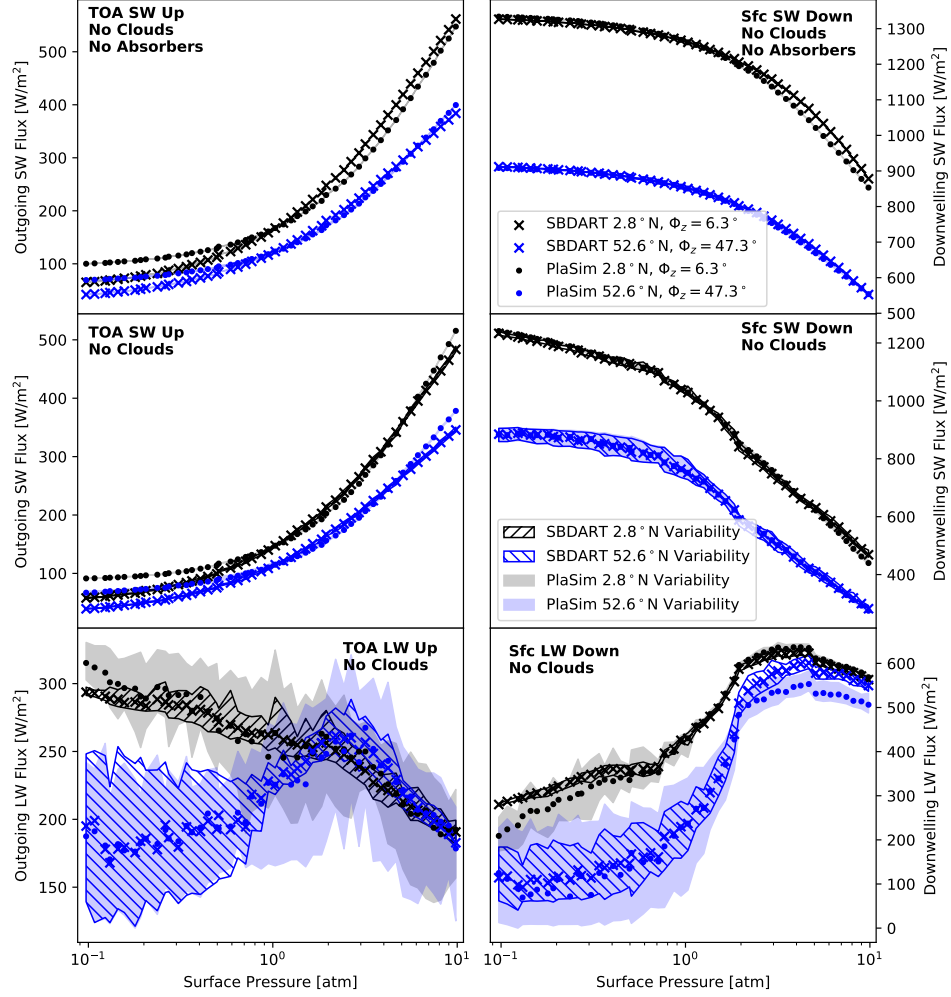 TOA SW Up
No Clouds
No Absorbers
Outgoing SW Flux [W/m²]
500
400
300
200
100
Sfc SW Down
No Clouds
No Absorbers
Downwelling SW Flux [W/m²]
1300
1200
1100
1000
900
800
700
600
500
SBDART 2.8°N, Φz = 6.3°
SBDART 52.6°N, Φz = 47.3°
PlaSim 2.8°N, Φz = 6.3°
PlaSim 52.6°N, Φz = 47.3°
TOA SW Up
No Clouds
Outgoing SW Flux [W/m²]
500
400
300
200
100
Sfc SW Down
No Clouds
Downwelling SW Flux [W/m²]
1200
1000
800
600
400
SBDART 2.8°N Variability
SBDART 52.6°N Variability
PlaSim 2.8°N Variability
PlaSim 52.6°N Variability
TOA LW Up
No Clouds
Outgoing LW Flux [W/m²]
300
250
200
150
10⁻¹
10⁰
10¹
Surface Pressure [atm]
Sfc LW Down
No Clouds
Downwelling LW Flux [W/m²]
600
500
400
300
200
100
0
10⁻¹
10⁰
10¹
Surface Pressure [atm]